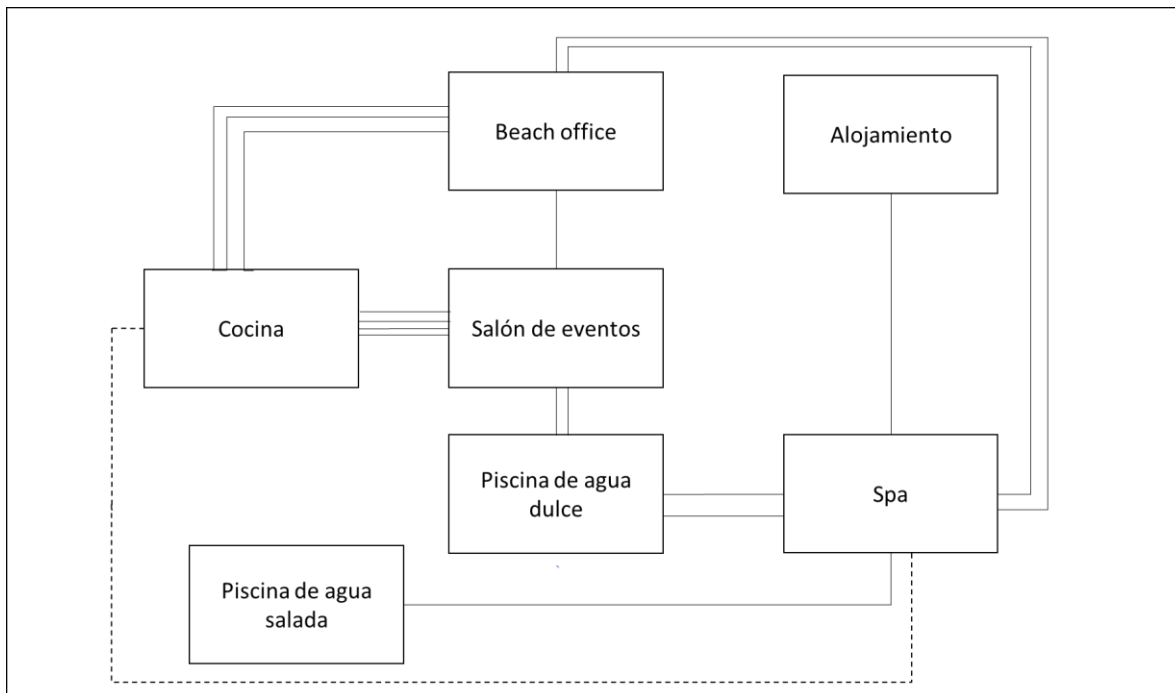 Beach office
Alojamiento
Cocina
Salón de eventos
Piscina de agua
dulce
Spa
Piscina de agua
salada